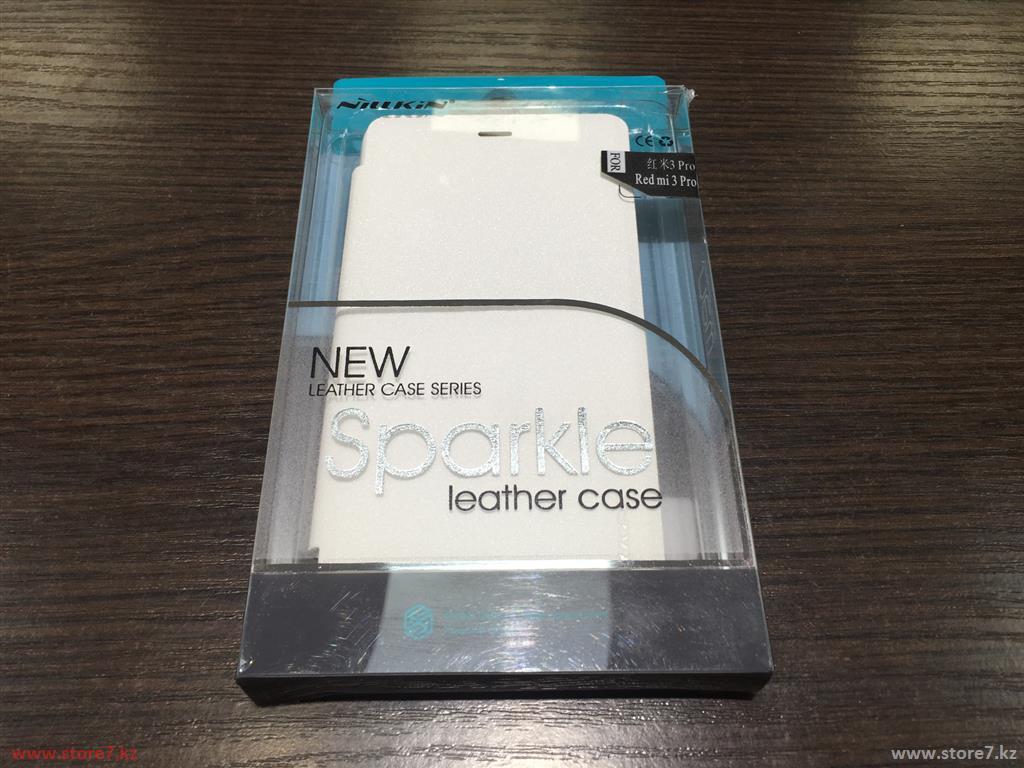 NILLKIN
CE
FOR
红米3 Pro
Red mi 3 Pro
NEW
LEATHER CASE SERIES
Sparkle
leather case
www.store7.kz
www.store7.kz